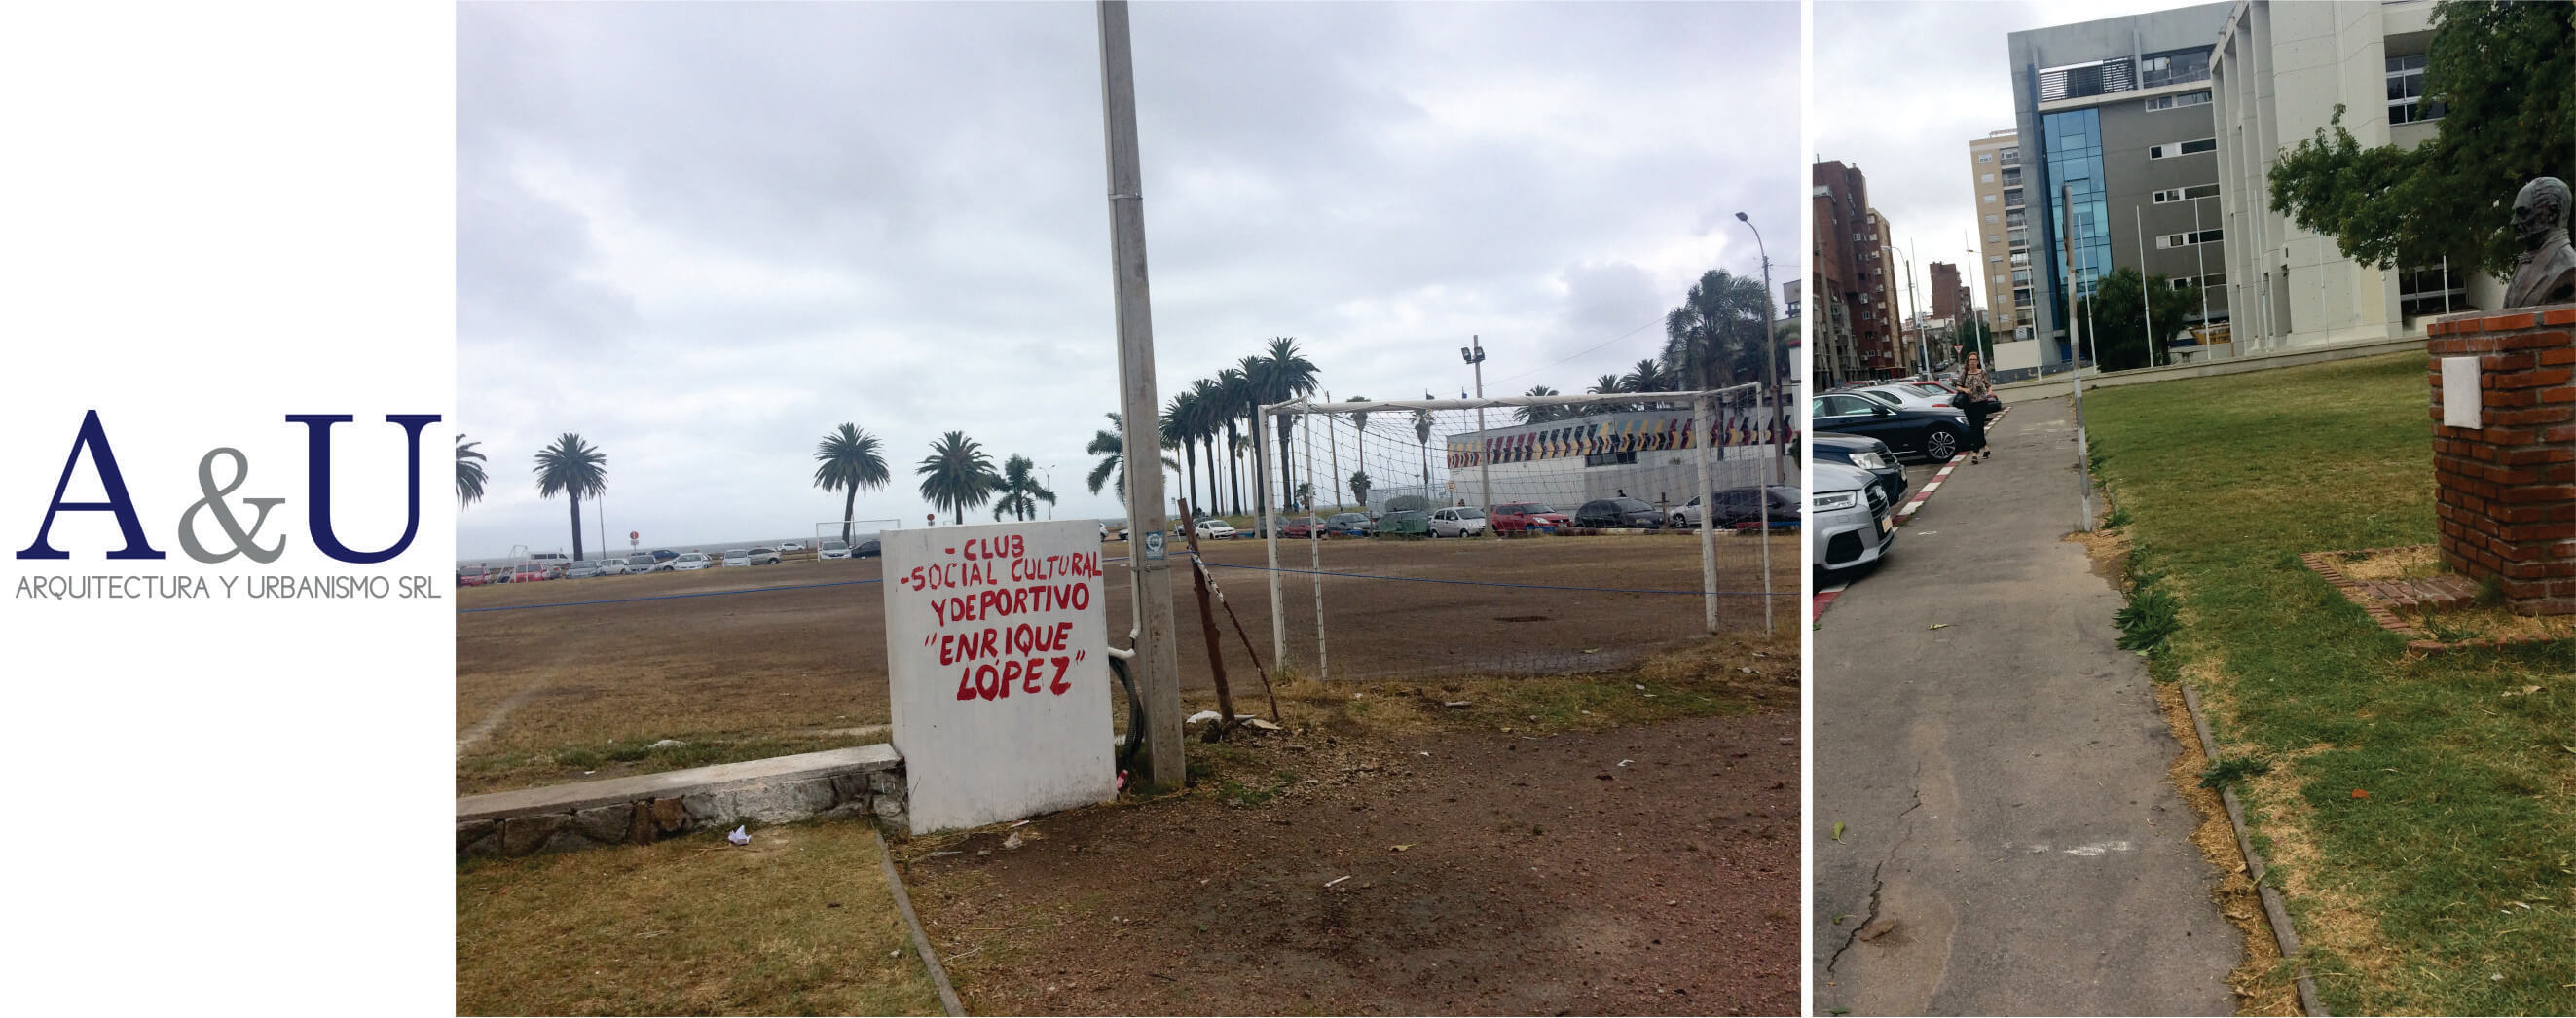 A&U
ARQUITECTURA Y URBANISMO SRL
- CLUB
-SOCIAL CULTURAL
Y DEPORTIVO
"ENRIQUE
LÓPEZ"